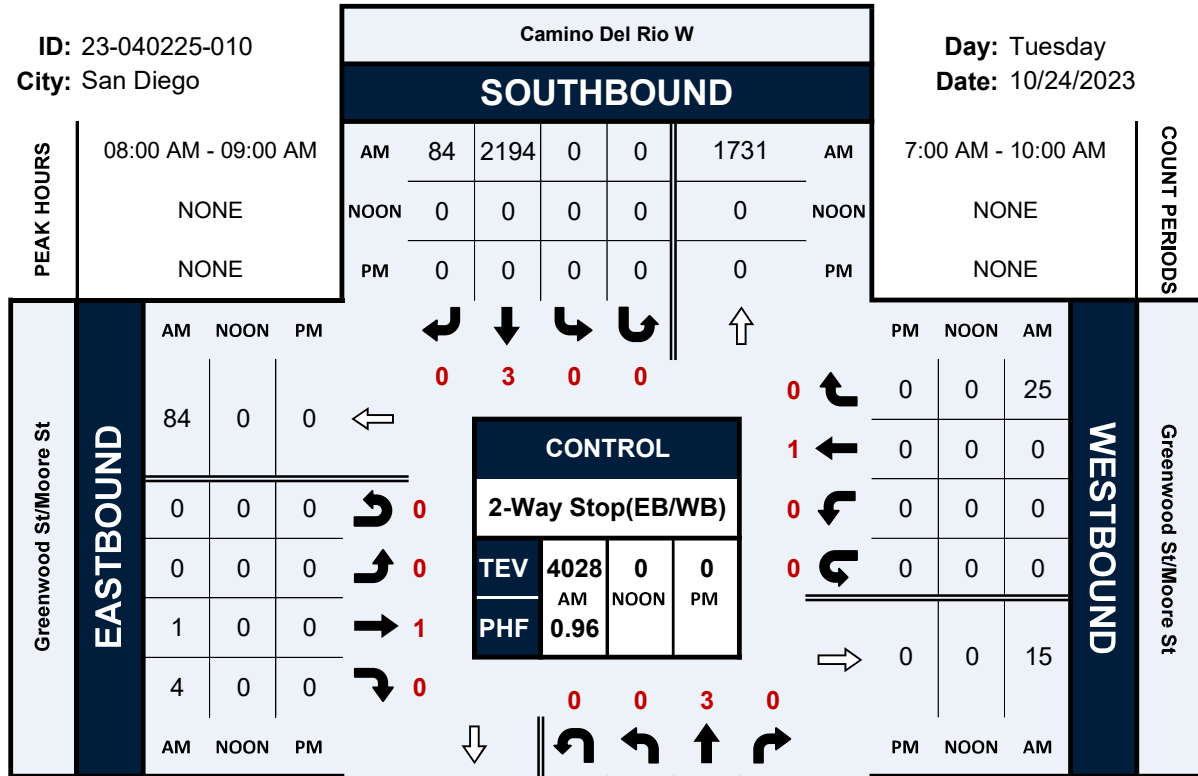 Camino Del Rio W
ID: 23-040225-010
Day: Tuesday
City: San Diego
Date: 10/24/2023
SOUTHBOUND
PEAK HOURS
08:00 AM - 09:00 AM
NONE
NONE
AM 84 2194 0 0 1731 AM
NOON 0 0 0 0 0 NOON
PM 0 0 0 0 0 PM
7:00 AM - 10:00 AM
NONE
NONE
COUNT PERIODS
0 3 0 0
Greenwood St/Moore St
EASTBOUND
AM NOON PM
84 0 0
0 0 0 0
0 0 0 0
1 0 0 1
4 0 0 0
AM NOON PM
CONTROL
2-Way Stop(EB/WB)
TEV 4028 0 0
AM NOON PM
PHF 0.96
PM NOON AM
0 0 0 25
1 0 0 0
0 0 0 0
0 0 0 0
0 0 15
PM NOON AM
WESTBOUND
Greenwood St/Moore St
0 0 3 0